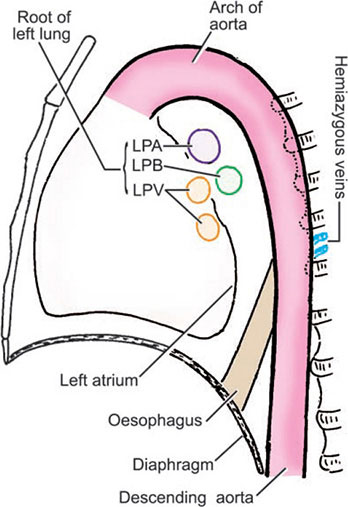 Root of
left lung
Arch of
aorta
Hemiazygous veins
LPA
LPB
LPV
Left atrium
Oesophagus
Diaphragm
Descending aorta